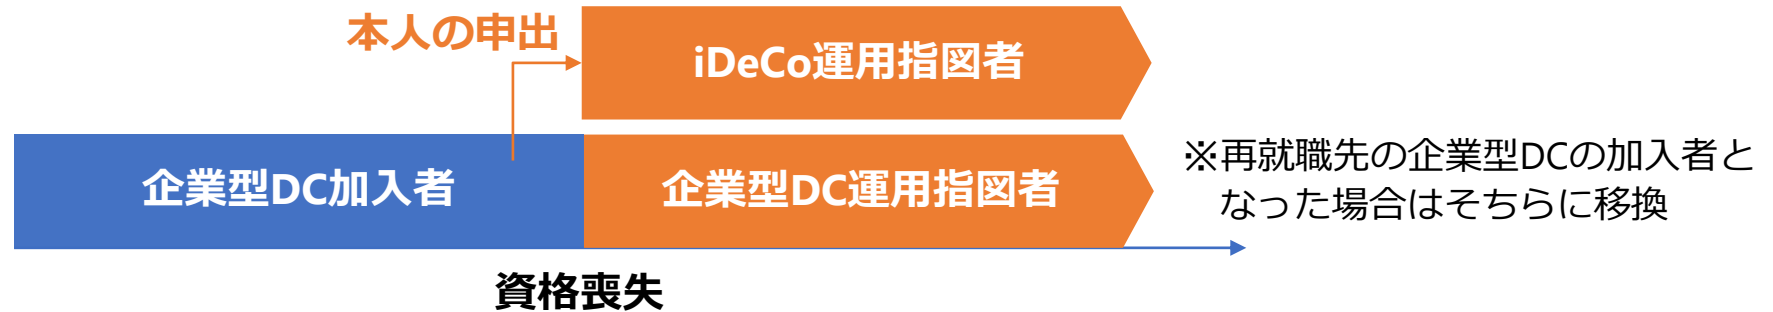 本人の申出
iDeCo運用指図者
企業型DC加入者
企業型DC運用指図者
※再就職先の企業型DCの加入者と
なった場合はそちらに移換
資格喪失